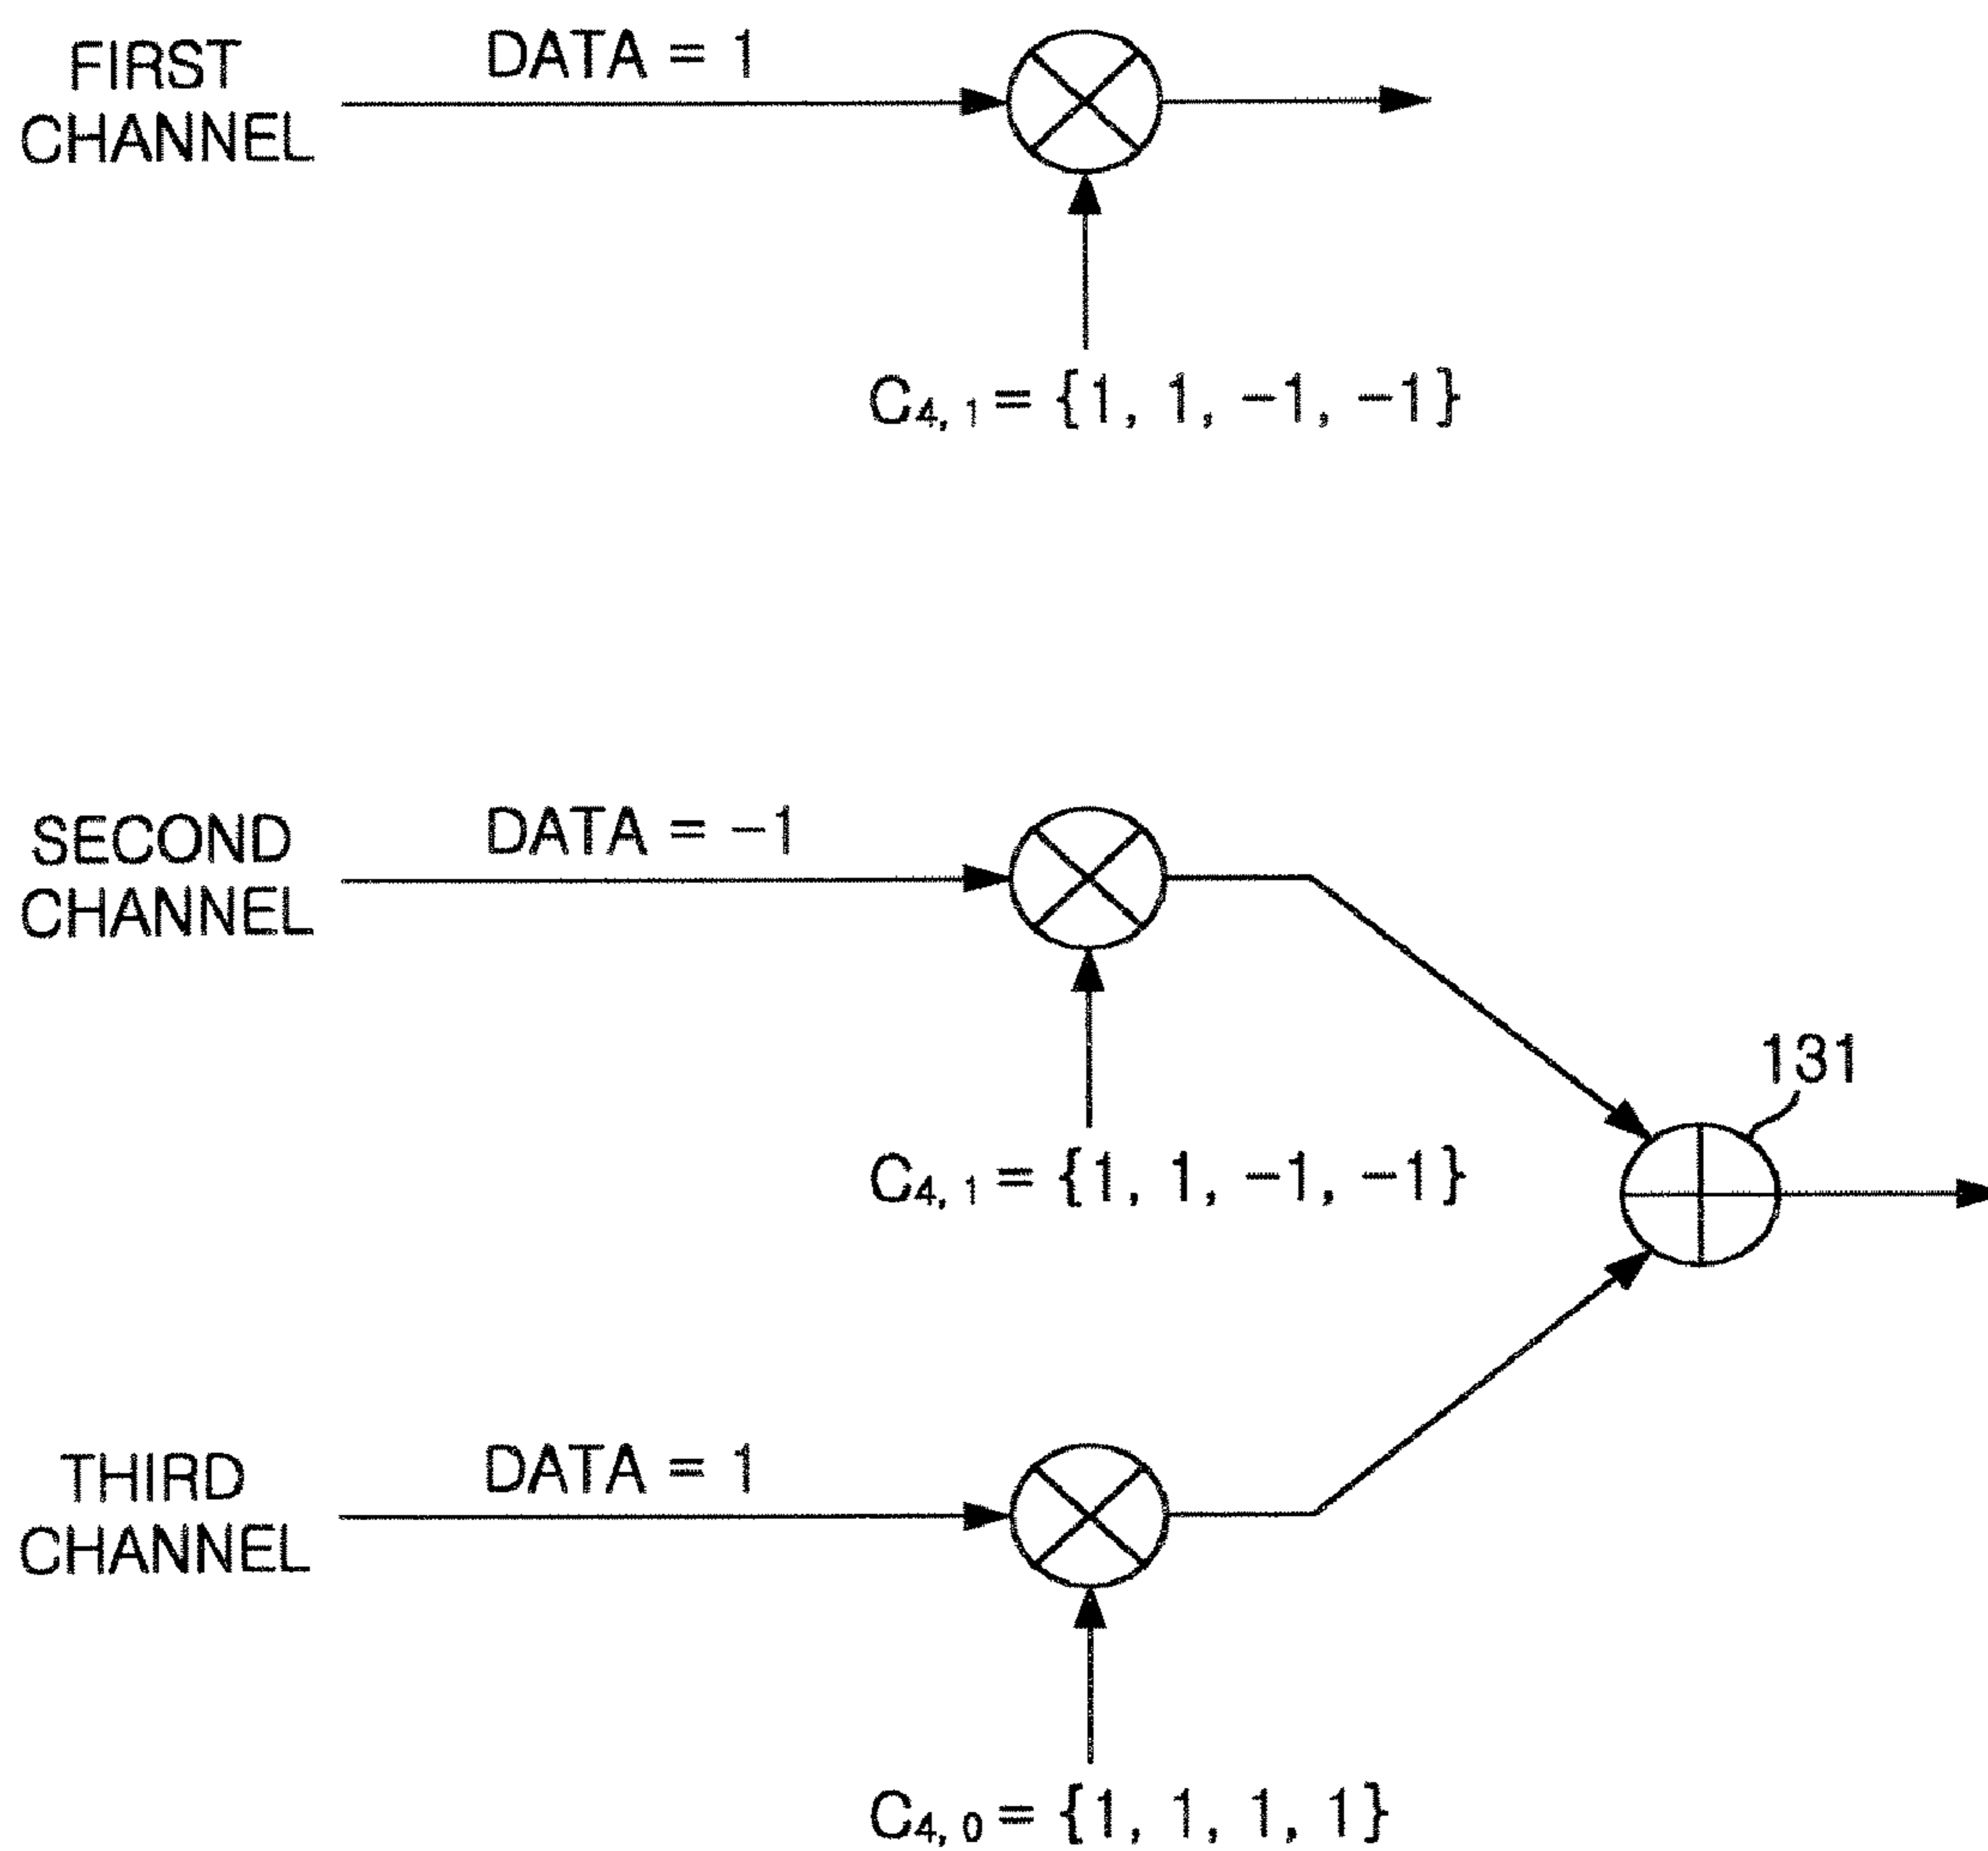 FIRST
CHANNEL
DATA = 1
C4, 1 = {1, 1, −1, −1}
SECOND
CHANNEL
DATA = −1
C4, 1 = {1, 1, −1, −1}
131
THIRD
CHANNEL
DATA = 1
C4, 0 = {1, 1, 1, 1}